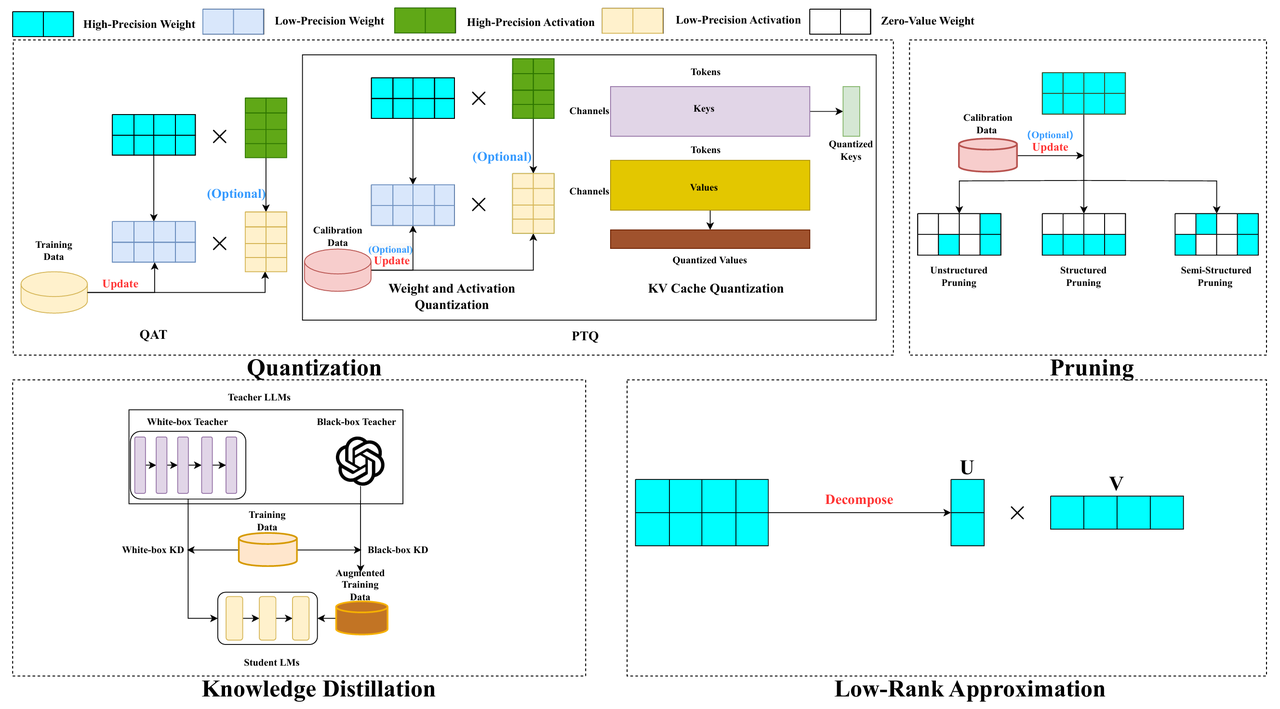 High-Precision Weight
Low-Precision Weight
High-Precision Activation
Low-Precision Activation
Zero-Value Weight
×
(Optional)
×
Training
Data
Update
QAT
×
(Optional)
×
Calibration
Data
(Optional)
Update
Weight and Activation
Quantization
Tokens
Channels
Keys
Quantized
Keys
Tokens
Channels
Values
Quantized Values
KV Cache Quantization
PTQ
Quantization
Calibration
Data
(Optional)
Update
Unstructured
Pruning
Structured
Pruning
Semi-Structured
Pruning
Pruning
Teacher LLMs
White-box Teacher
Black-box Teacher
Training
Data
White-box KD
Black-box KD
Augmented
Training
Data
Student LMs
Knowledge Distillation
Decompose
U
×
V
Low-Rank Approximation